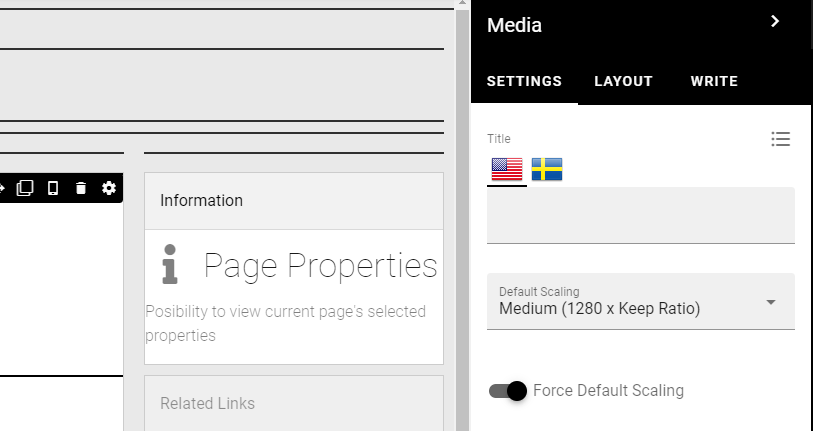 Media
SETTINGS LAYOUT WRITE
Title
Default Scaling
Medium (1280 x Keep Ratio)
Force Default Scaling
Information
Page Properties
Posibility to view current page's selected
properties
Related Links